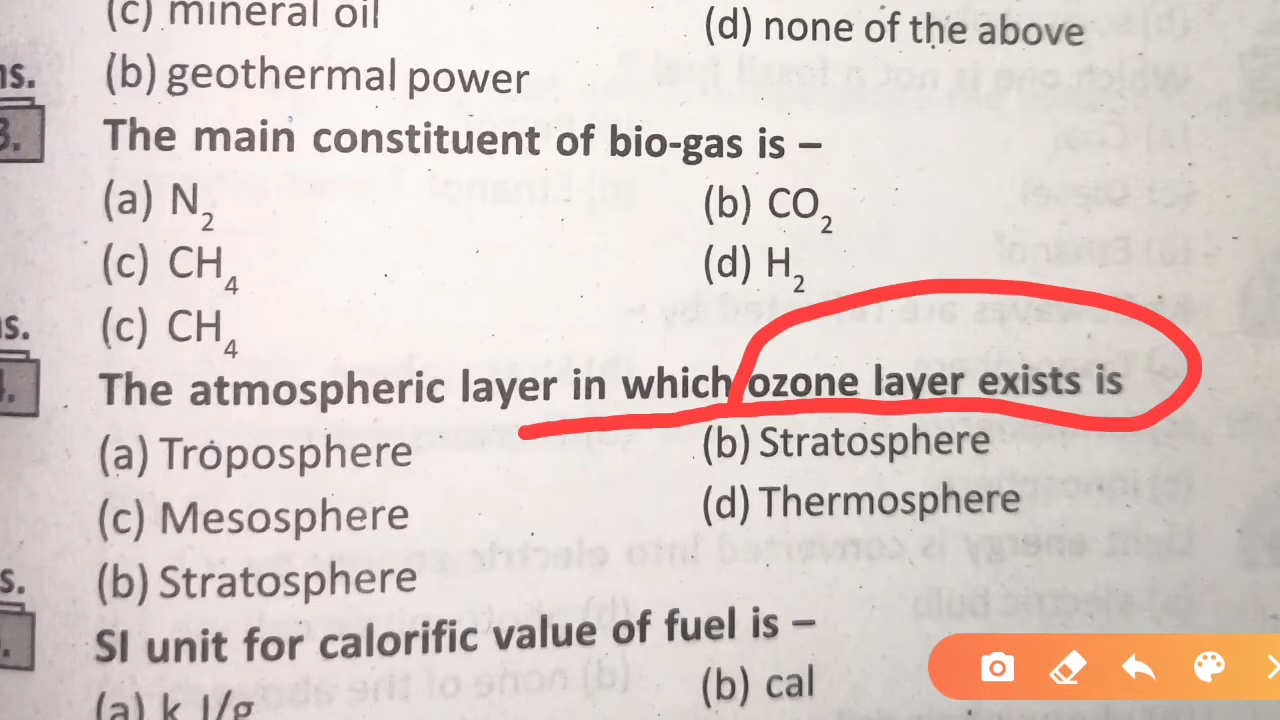 (c) mineral oil (d) none of the above
ns. (b) geothermal power
3. The main constituent of bio-gas is –
(a) N2 (b) CO2
(c) CH4 (d) H2
ns. (c) CH4
The atmospheric layer in which ozone layer exists is
(a) Troposphere (b) Stratosphere
(c) Mesosphere (d) Thermosphere
s. (b) Stratosphere
SI unit for calorific value of fuel is –
(a) k J/g (b) cal